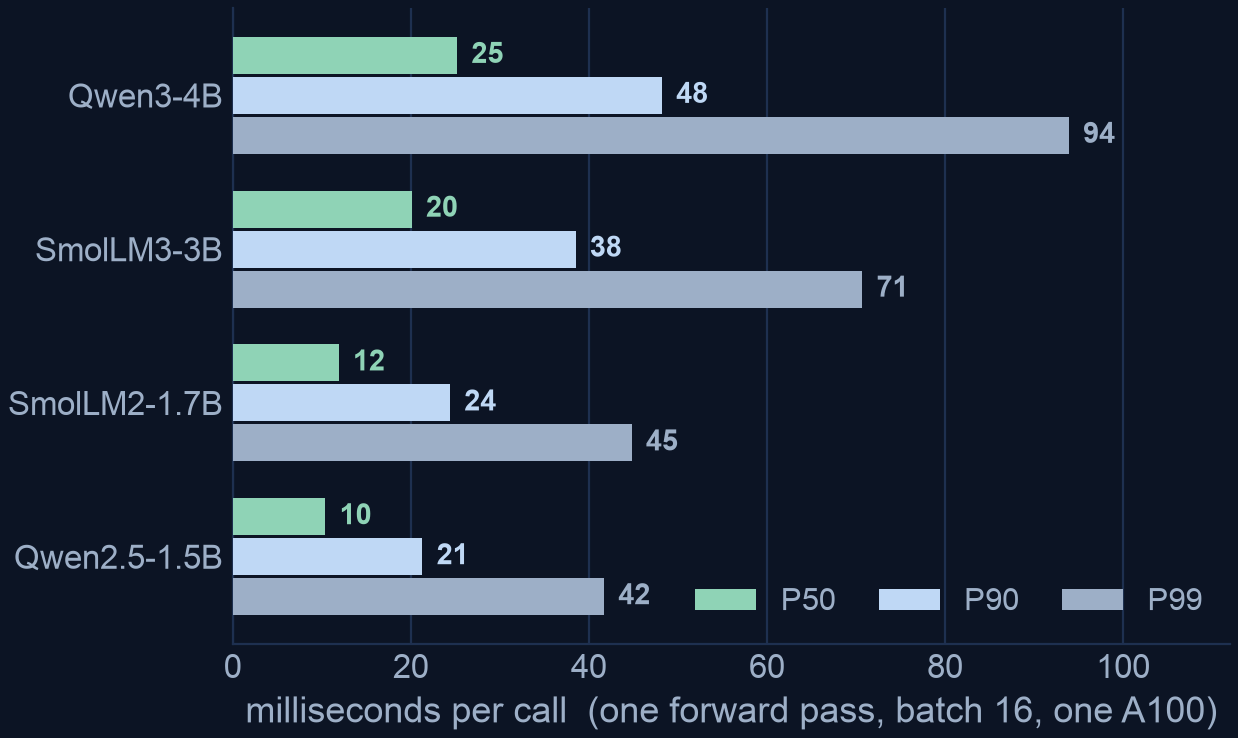 25
Qwen3-4B
48
94
20
SmolLM3-3B
38
71
12
SmolLM2-1.7B
24
45
10
Qwen2.5-1.5B
21
42
P50 P90 P99
0 20 40 60 80 100
milliseconds per call (one forward pass, batch 16, one A100)